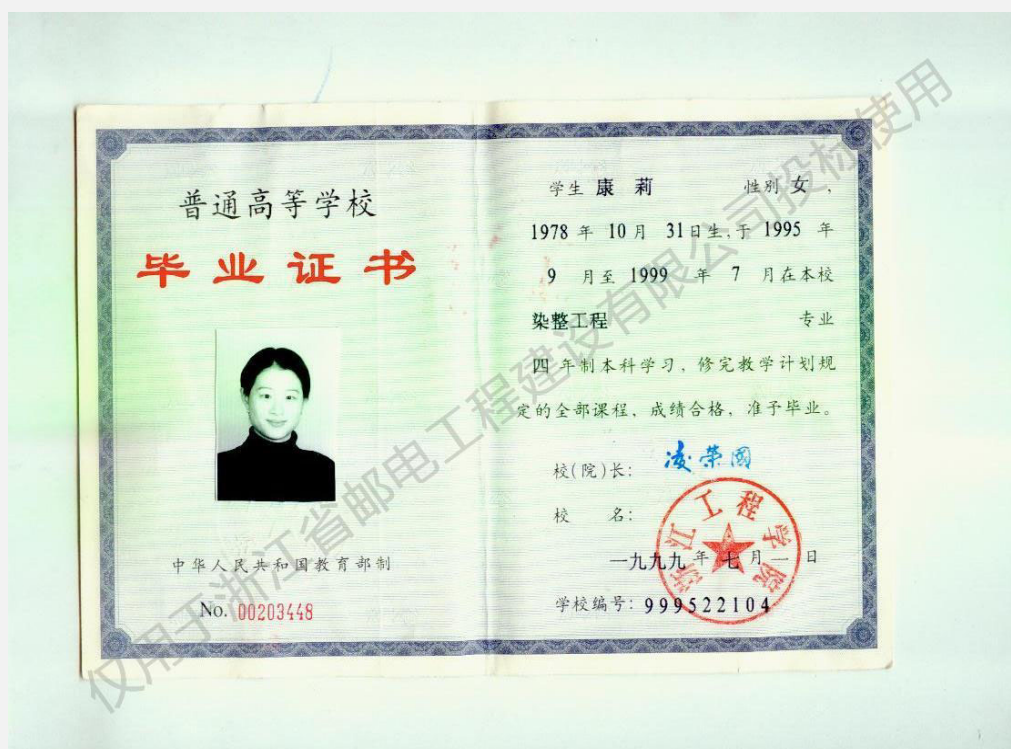 普通高等学校
毕业证书
中华人民共和国教育部制
No. 00203448
学生 康 莉 性别 女 ,
1978 年 10 月 31 日生,于 1995 年
9 月至 1999 年 7 月在本校
染整工程 专业
四 年制本科学习,修完教学计划规
定的全部课程,成绩合格,准予毕业。
校(院)长: 凌荣國
校 名:
浙江工程学院
一九九九 年 七 月 一 日
学校编号: 999522104
仅用于浙江省邮电工程建设有限公司投标使用